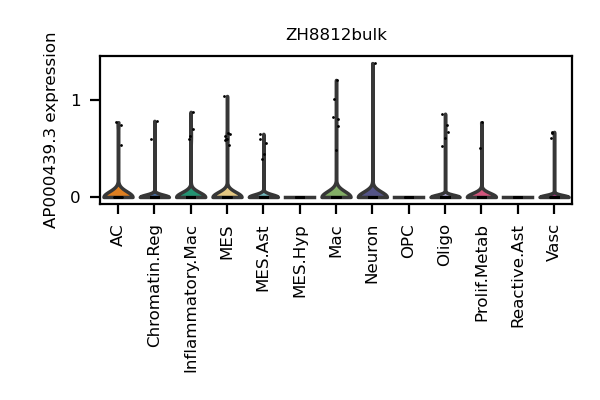 ZH8812bulk
AP000439.3 expression
1
0
AC
Chromatin.Reg
Inflammatory.Mac
MES
MES.Ast
MES.Hyp
Mac
Neuron
OPC
Oligo
Prolif.Metab
Reactive.Ast
Vasc